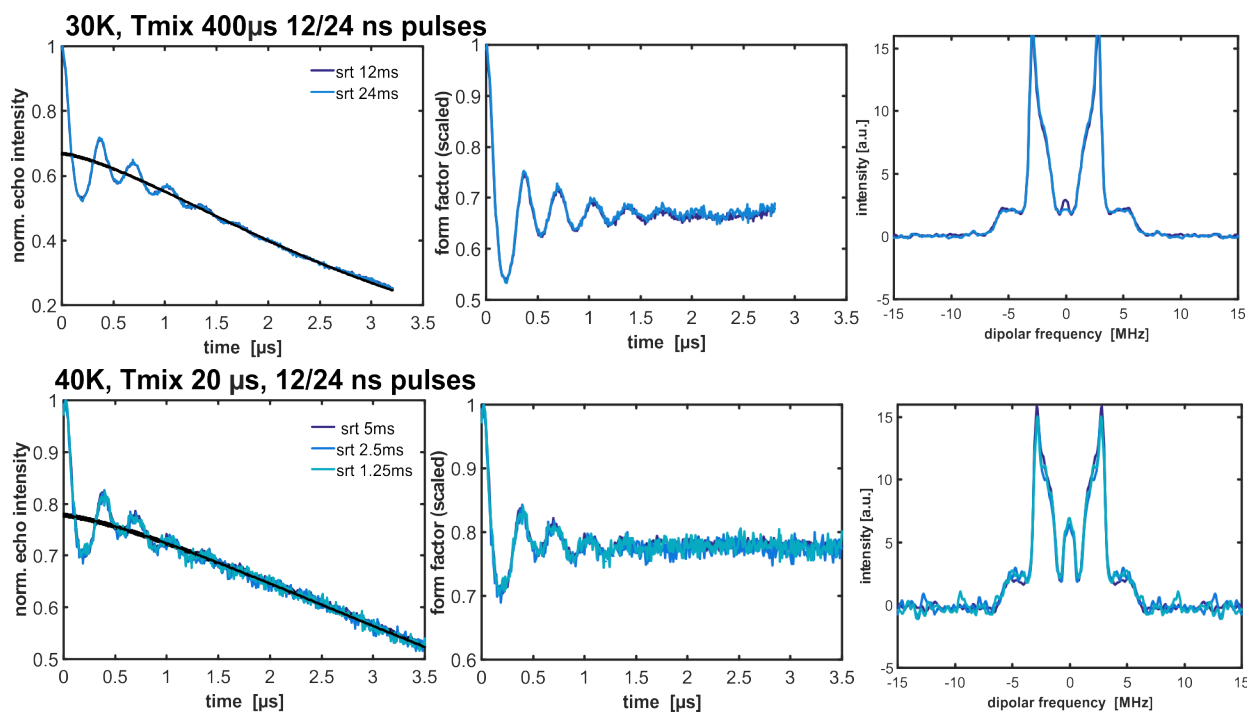 30K, Tmix 400µs 12/24 ns pulses
norm. echo intensity
1
0.8
0.6
0.4
0.2
srt 12ms
srt 24ms
0 0.5 1 1.5 2 2.5 3 3.5
time [µs]
form factor (scaled)
1
0.9
0.8
0.7
0.6
0.5
0 0.5 1 1.5 2 2.5 3 3.5
time [µs]
intensity [a.u.]
15
10
5
0
-5
-15 -10 -5 0 5 10 15
dipolar frequency [MHz]
40K, Tmix 20 µs, 12/24 ns pulses
norm. echo intensity
1
0.9
0.8
0.7
0.6
0.5
srt 5ms
srt 2.5ms
srt 1.25ms
0 0.5 1 1.5 2 2.5 3 3.5
time [µs]
form factor (scaled)
1
0.9
0.8
0.7
0.6
0 0.5 1 1.5 2 2.5 3 3.5
time [µs]
intensity [a.u.]
15
10
5
0
-5
-15 -10 -5 0 5 10 15
dipolar frequency [MHz]